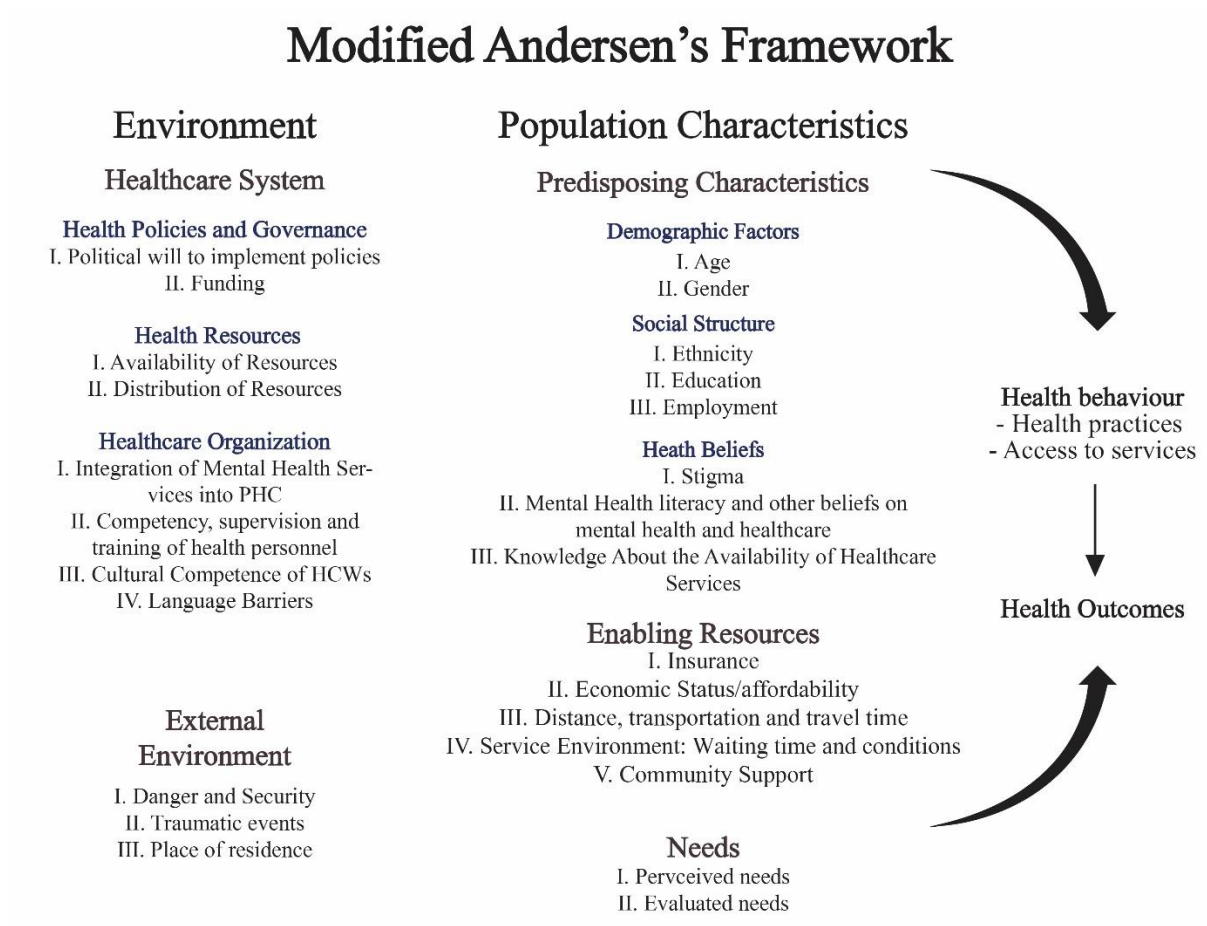 Modified Andersen's Framework
Environment
Healthcare System
Health Policies and Governance
I. Political will to implement policies
II. Funding
Health Resources
I. Availability of Resources
II. Distribution of Resources
Healthcare Organization
I. Integration of Mental Health Ser-
vices into PHC
II. Competency, supervision and
training of health personnel
III. Cultural Competence of HCWs
IV. Language Barriers
External
Environment
I. Danger and Security
II. Traumatic events
III. Place of residence
Population Characteristics
Predisposing Characteristics
Demographic Factors
I. Age
II. Gender
Social Structure
I. Ethnicity
II. Education
III. Employment
Heath Beliefs
I. Stigma
II. Mental Health literacy and other beliefs on
mental health and healthcare
III. Knowledge About the Availability of Healthcare
Services
Enabling Resources
I. Insurance
II. Economic Status/affordability
III. Distance, transportation and travel time
IV. Service Environment: Waiting time and conditions
V. Community Support
Needs
I. Pervceived needs
II. Evaluated needs
Health behaviour
- Health practices
- Access to services
Health Outcomes